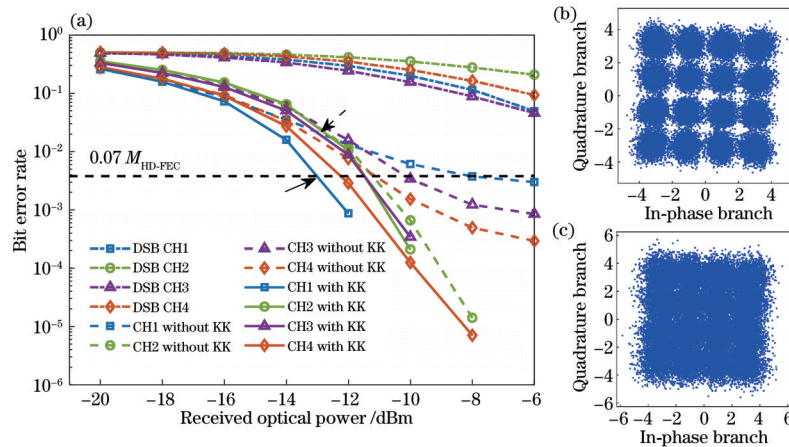 (a)
10⁰
10⁻¹
10⁻²
10⁻³
10⁻⁴
10⁻⁵
10⁻⁶
Bit error rate
0.07 M_HD-FEC
DSB CH1
DSB CH2
DSB CH3
DSB CH4
CH1 without KK
CH2 without KK
CH3 without KK
CH4 without KK
CH1 with KK
CH2 with KK
CH3 with KK
CH4 with KK
−20 −18 −16 −14 −12 −10 −8 −6
Received optical power /dBm
(b)
Quadrature branch
4
2
0
−2
−4
−4 −2 0 2 4
In-phase branch
(c)
Quadrature branch
6
4
2
0
−2
−4
−6
−6 −4 −2 0 2 4 6
In-phase branch